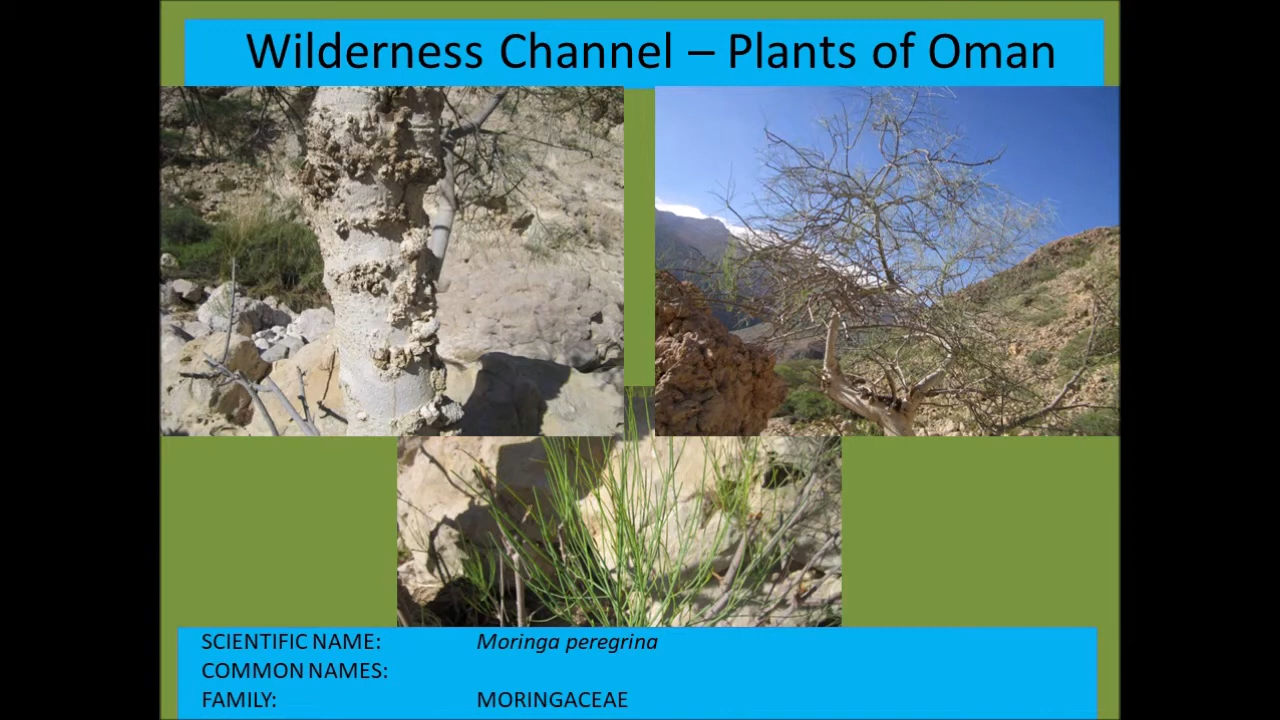 Wilderness Channel – Plants of Oman
SCIENTIFIC NAME: Moringa peregrina
COMMON NAMES:
FAMILY: MORINGACEAE